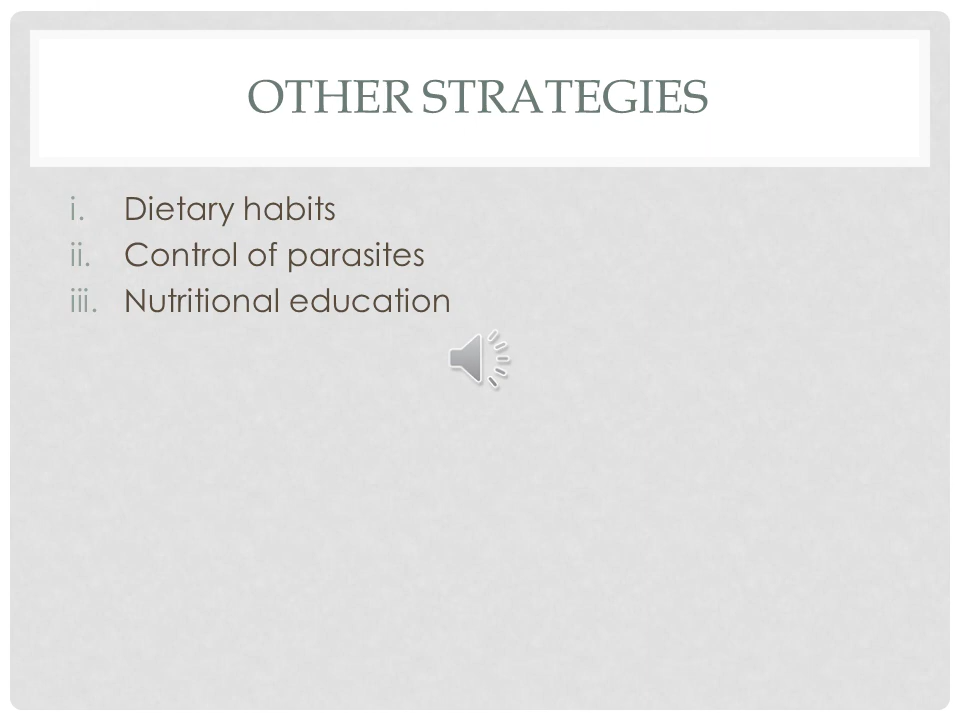 OTHER STRATEGIES
i. Dietary habits
ii. Control of parasites
iii. Nutritional education